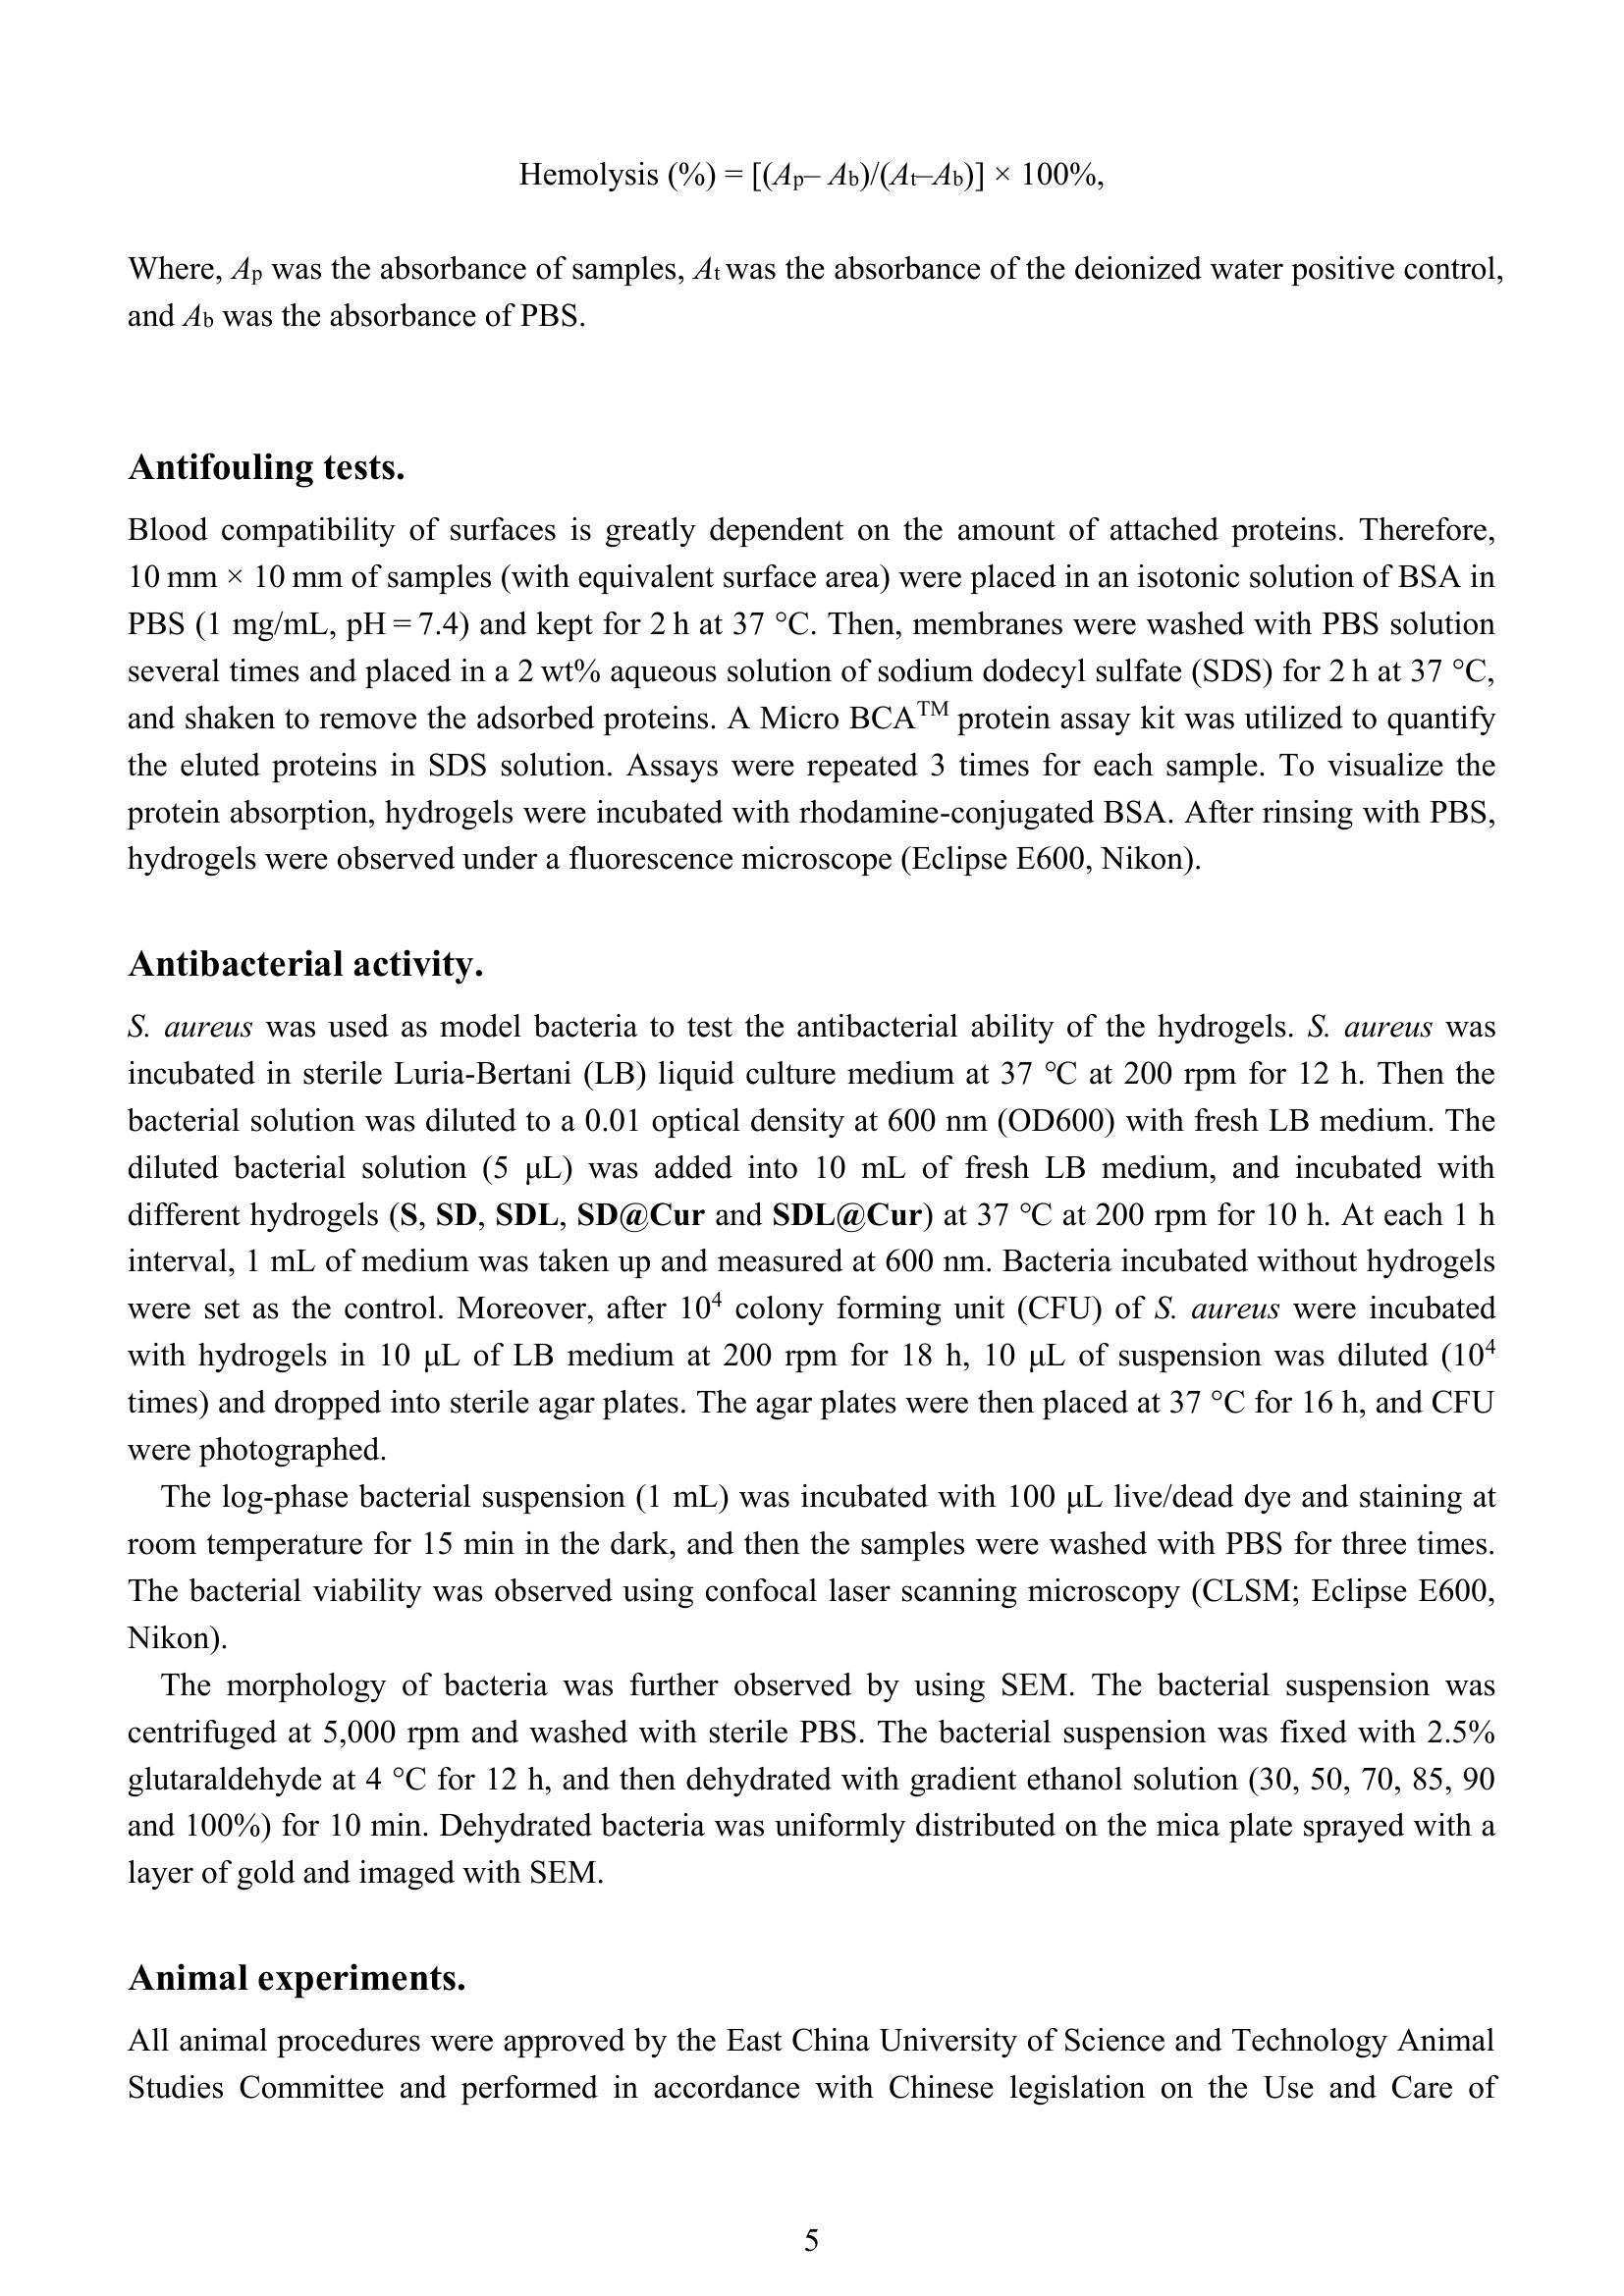 Hemolysis (%) = [(Ap– Ab)/(At–Ab)] × 100%,
Where, Ap was the absorbance of samples, At was the absorbance of the deionized water positive control,
and Ab was the absorbance of PBS.
Antifouling tests.
Blood compatibility of surfaces is greatly dependent on the amount of attached proteins. Therefore,
10 mm × 10 mm of samples (with equivalent surface area) were placed in an isotonic solution of BSA in
PBS (1 mg/mL, pH = 7.4) and kept for 2 h at 37 °C. Then, membranes were washed with PBS solution
several times and placed in a 2 wt% aqueous solution of sodium dodecyl sulfate (SDS) for 2 h at 37 °C,
and shaken to remove the adsorbed proteins. A Micro BCA™ protein assay kit was utilized to quantify
the eluted proteins in SDS solution. Assays were repeated 3 times for each sample. To visualize the
protein absorption, hydrogels were incubated with rhodamine-conjugated BSA. After rinsing with PBS,
hydrogels were observed under a fluorescence microscope (Eclipse E600, Nikon).
Antibacterial activity.
S. aureus was used as model bacteria to test the antibacterial ability of the hydrogels. S. aureus was
incubated in sterile Luria-Bertani (LB) liquid culture medium at 37 ℃ at 200 rpm for 12 h. Then the
bacterial solution was diluted to a 0.01 optical density at 600 nm (OD600) with fresh LB medium. The
diluted bacterial solution (5 μL) was added into 10 mL of fresh LB medium, and incubated with
different hydrogels (S, SD, SDL, SD@Cur and SDL@Cur) at 37 ℃ at 200 rpm for 10 h. At each 1 h
interval, 1 mL of medium was taken up and measured at 600 nm. Bacteria incubated without hydrogels
were set as the control. Moreover, after 10⁴ colony forming unit (CFU) of S. aureus were incubated
with hydrogels in 10 μL of LB medium at 200 rpm for 18 h, 10 μL of suspension was diluted (10⁴
times) and dropped into sterile agar plates. The agar plates were then placed at 37 °C for 16 h, and CFU
were photographed.
The log-phase bacterial suspension (1 mL) was incubated with 100 μL live/dead dye and staining at
room temperature for 15 min in the dark, and then the samples were washed with PBS for three times.
The bacterial viability was observed using confocal laser scanning microscopy (CLSM; Eclipse E600,
Nikon).
The morphology of bacteria was further observed by using SEM. The bacterial suspension was
centrifuged at 5,000 rpm and washed with sterile PBS. The bacterial suspension was fixed with 2.5%
glutaraldehyde at 4 °C for 12 h, and then dehydrated with gradient ethanol solution (30, 50, 70, 85, 90
and 100%) for 10 min. Dehydrated bacteria was uniformly distributed on the mica plate sprayed with a
layer of gold and imaged with SEM.
Animal experiments.
All animal procedures were approved by the East China University of Science and Technology Animal
Studies Committee and performed in accordance with Chinese legislation on the Use and Care of
5